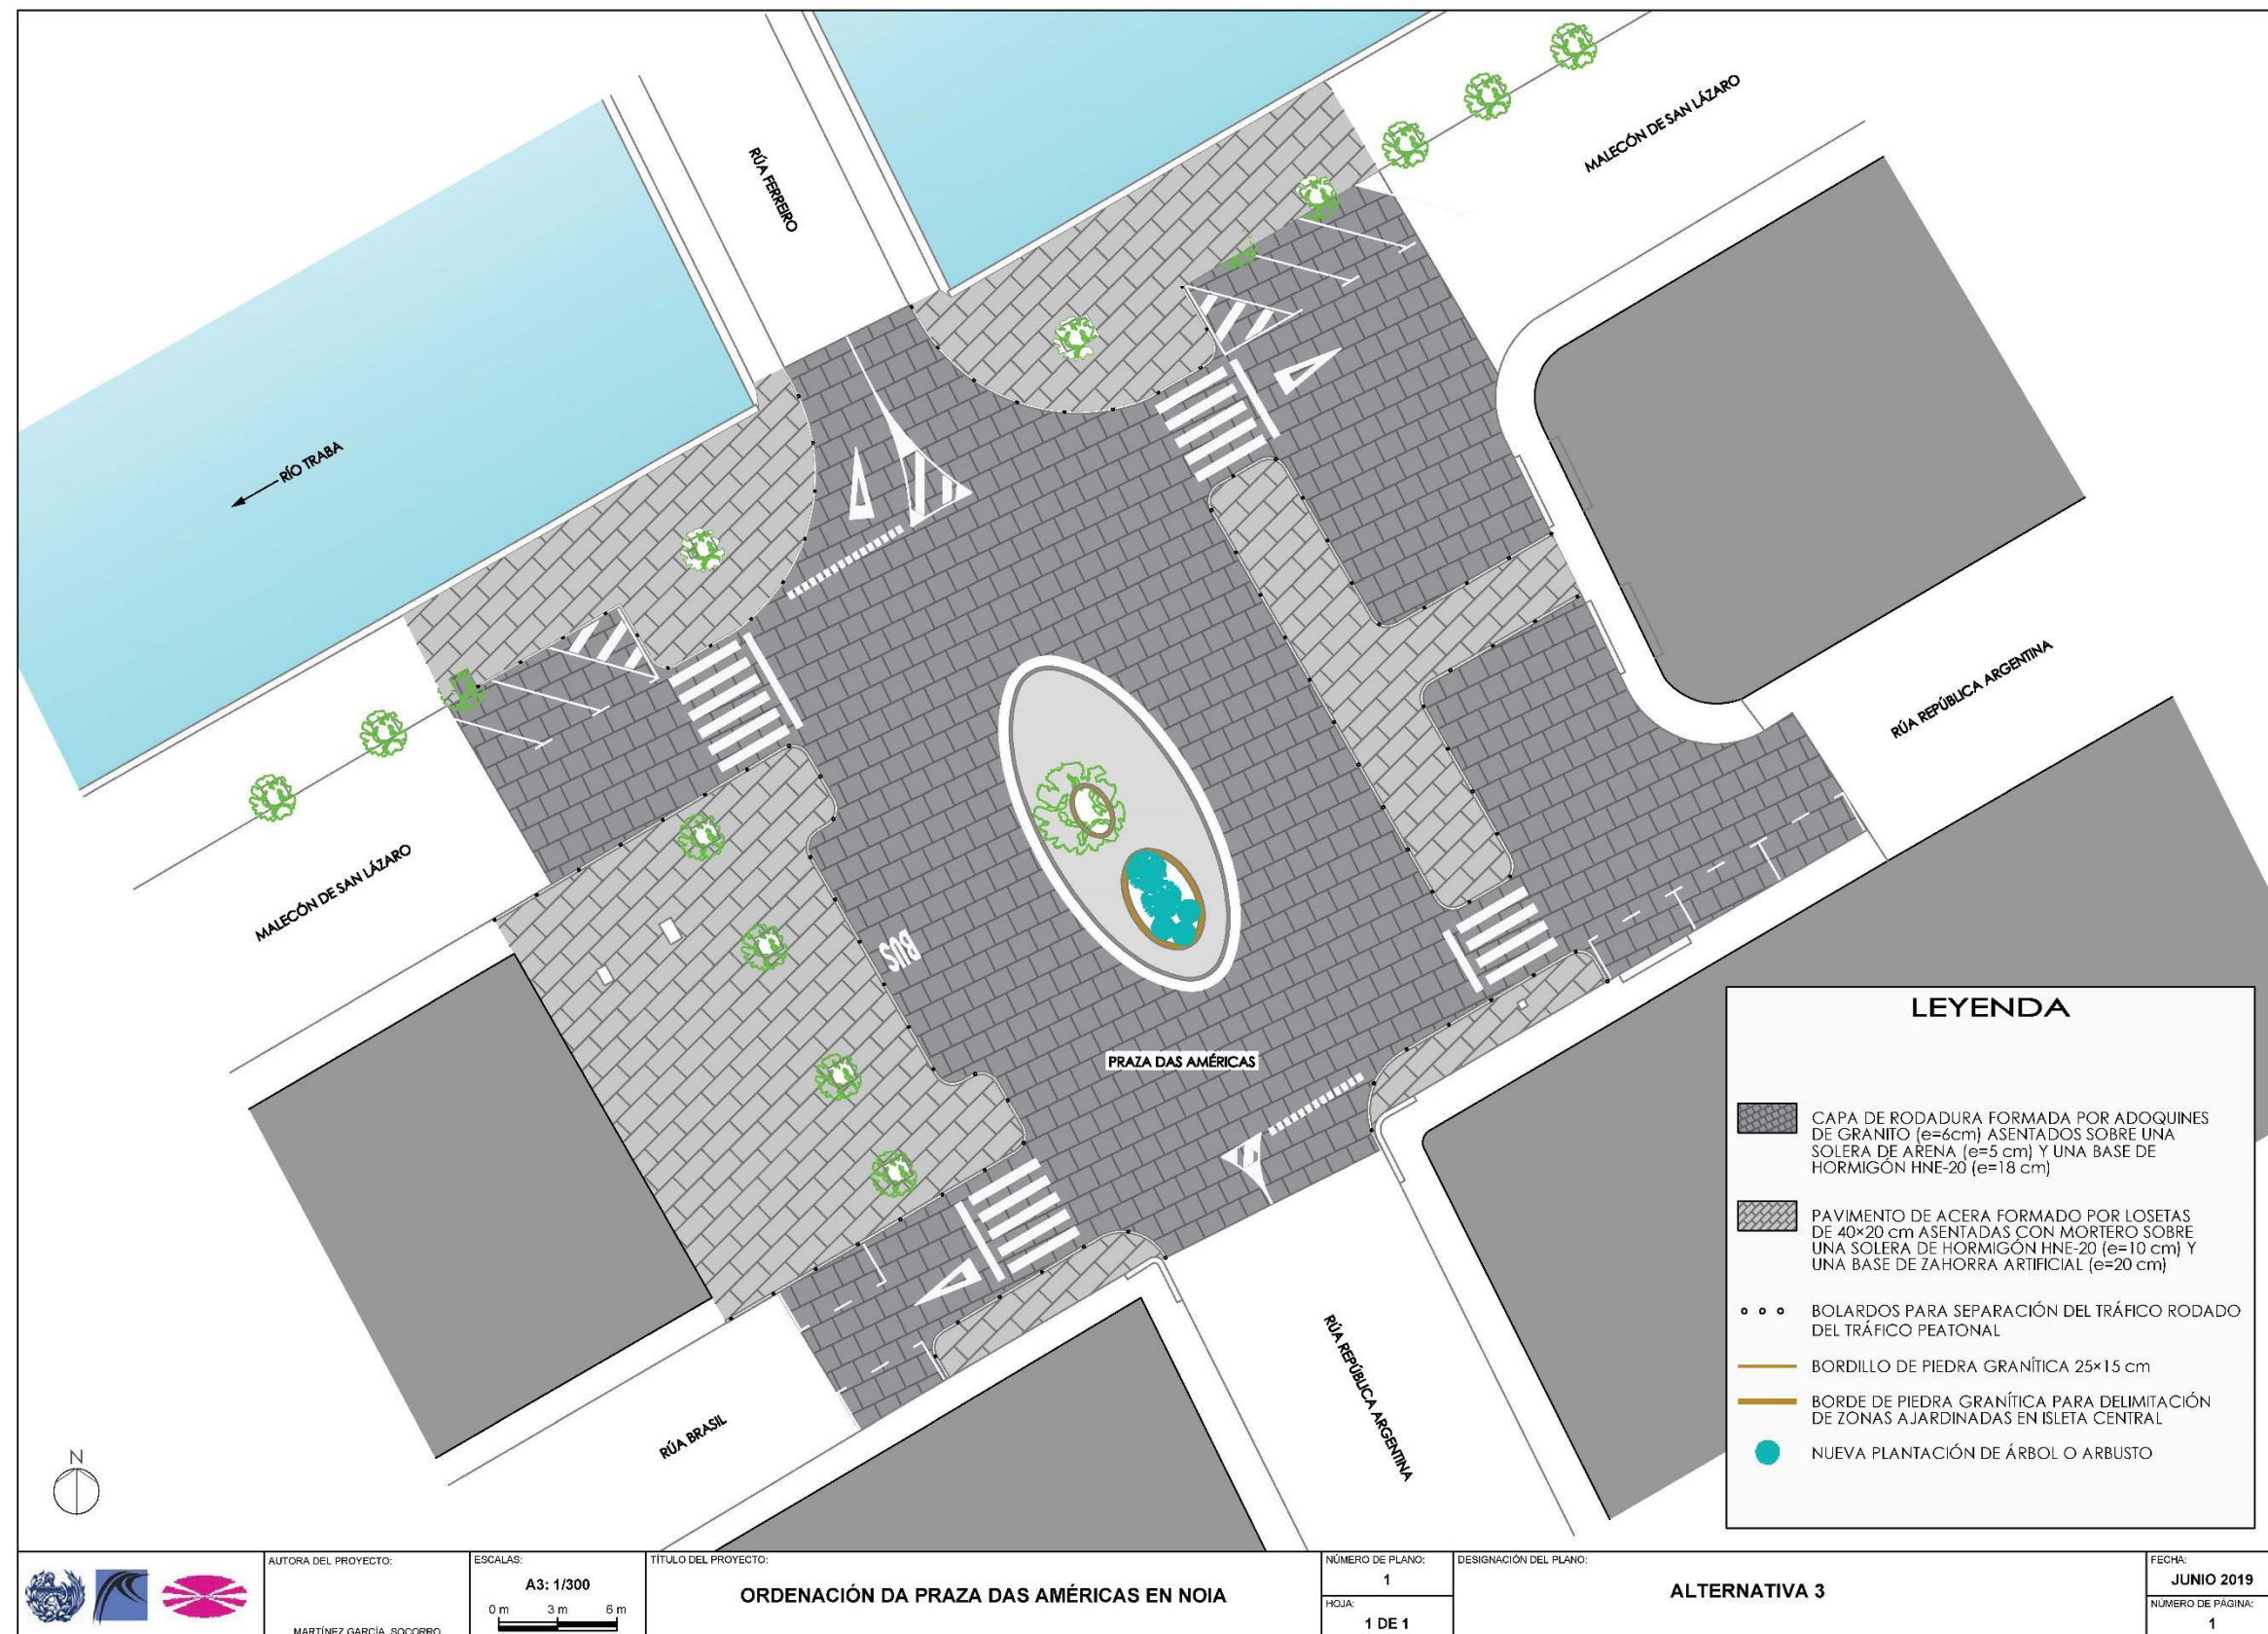 MALECÓN DE SAN LÁZARO
RÚA FERREIRO
RÍO TRABA
RÚA REPÚBLICA ARGENTINA
MALECÓN DE SAN LÁZARO
BUS
PRAZA DAS AMÉRICAS
RÚA BRASIL
RÚA REPÚBLICA ARGENTINA
N
LEYENDA
CAPA DE RODADURA FORMADA POR ADOQUINES
DE GRANITO (e=6cm) ASENTADOS SOBRE UNA
SOLERA DE ARENA (e=5 cm) Y UNA BASE DE
HORMIGÓN HNE-20 (e=18 cm)
PAVIMENTO DE ACERA FORMADO POR LOSETAS
DE 40×20 cm ASENTADAS CON MORTERO SOBRE
UNA SOLERA DE HORMIGÓN HNE-20 (e=10 cm) Y
UNA BASE DE ZAHORRA ARTIFICIAL (e=20 cm)
BOLARDOS PARA SEPARACIÓN DEL TRÁFICO RODADO
DEL TRÁFICO PEATONAL
BORDILLO DE PIEDRA GRANÍTICA 25×15 cm
BORDE DE PIEDRA GRANÍTICA PARA DELIMITACIÓN
DE ZONAS AJARDINADAS EN ISLETA CENTRAL
NUEVA PLANTACIÓN DE ÁRBOL O ARBUSTO
AUTORA DEL PROYECTO:
MARTÍNEZ GARCÍA, SOCORRO
ESCALAS:
A3: 1/300
0 m 3 m 6 m
TÍTULO DEL PROYECTO:
ORDENACIÓN DA PRAZA DAS AMÉRICAS EN NOIA
NÚMERO DE PLANO:
1
HOJA:
1 DE 1
DESIGNACIÓN DEL PLANO:
ALTERNATIVA 3
FECHA:
JUNIO 2019
NÚMERO DE PÁGINA:
1